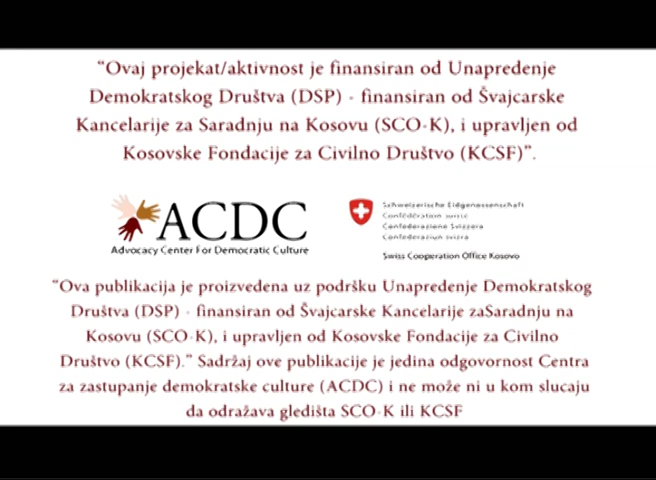 “Ovaj projekat/aktivnost je finansiran od Unapređenje
Demokratskog Društva (DSP) - finansiran od Švajcarske
Kancelarije za Saradnju na Kosovu (SCO-K), i upravljen od
Kosovske Fondacije za Civilno Društvo (KCSF)”.
ACDC
Advocacy Center For Democratic Culture
Schweizerische Eidgenossenschaft
Confédération suisse
Confederazione Svizzera
Confederaziun svizra
Swiss Cooperation Office Kosovo
“Ova publikacija je proizvedena uz podršku Unapređenje Demokratskog
Društva (DSP) - finansiran od Švajcarske Kancelarije zaSaradnju na
Kosovu (SCO-K), i upravljen od Kosovske Fondacije za Civilno
Društvo (KCSF).” Sadržaj ove publikacije je jedina odgovornost Centra
za zastupanje demokratske culture (ACDC) i ne može ni u kom slucaju
da odražava gledišta SCO-K ili KCSF